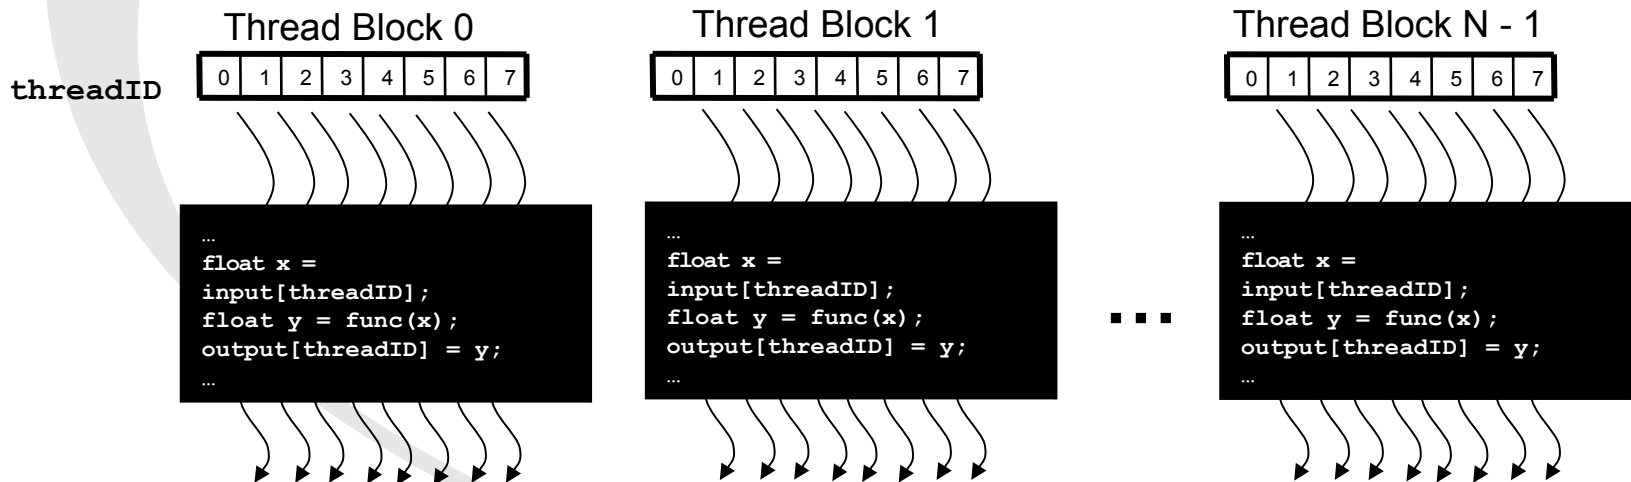 Thread Block 0
Thread Block 1
Thread Block N - 1
threadID
0 1 2 3 4 5 6 7
0 1 2 3 4 5 6 7
0 1 2 3 4 5 6 7
…
float x =
input[threadID];
float y = func(x);
output[threadID] = y;
…
…
float x =
input[threadID];
float y = func(x);
output[threadID] = y;
…
...
…
float x =
input[threadID];
float y = func(x);
output[threadID] = y;
…